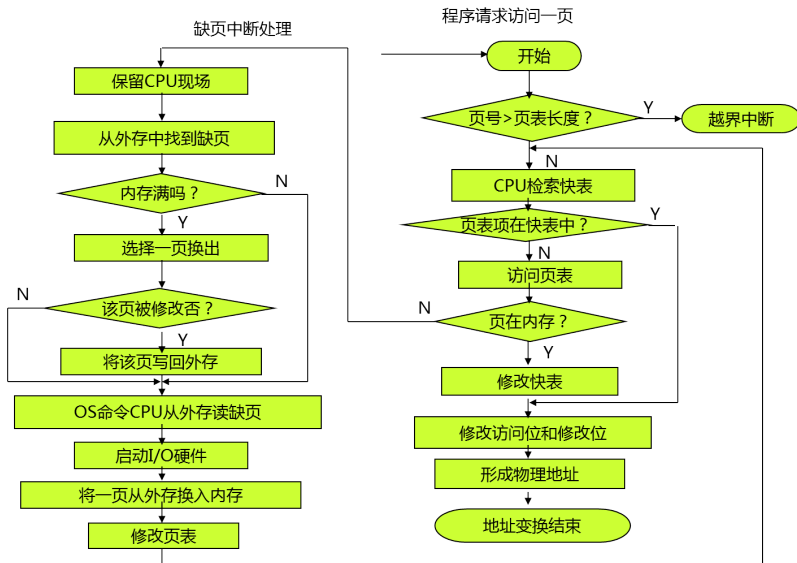 缺页中断处理
保留CPU现场
从外存中找到缺页
内存满吗？
N
Y
选择一页换出
N
该页被修改否？
Y
将该页写回外存
OS命令CPU从外存读缺页
启动I/O硬件
将一页从外存换入内存
修改页表
程序请求访问一页
开始
页号>页表长度？
Y
越界中断
N
CPU检索快表
页表项在快表中？
Y
N
访问页表
N
页在内存？
Y
修改快表
修改访问位和修改位
形成物理地址
地址变换结束